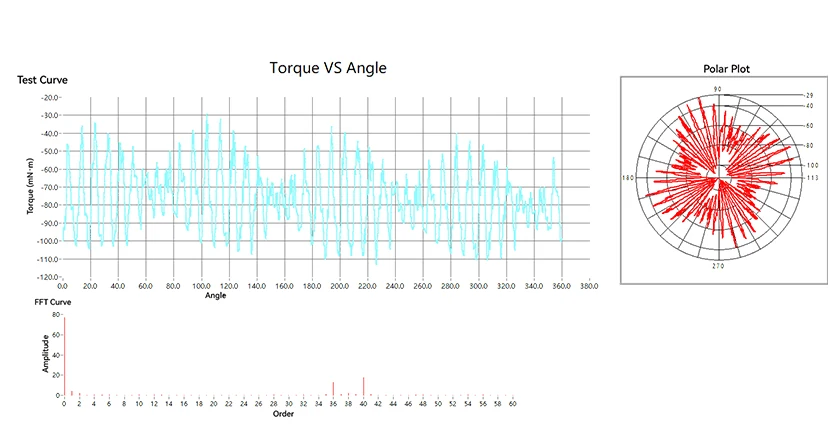 Torque VS Angle
Test Curve
Torque (mN·m)
-20.0
-30.0
-40.0
-50.0
-60.0
-70.0
-80.0
-90.0
-100.0
-110.0
-120.0
0.0 20.0 40.0 60.0 80.0 100.0 120.0 140.0 160.0 180.0 200.0 220.0 240.0 260.0 280.0 300.0 320.0 340.0 360.0 380.0
Angle
Polar Plot
90
-29
-40
-60
-80
-100
-113
180
270
FFT Curve
Amplitude
80
60
40
20
0
0 2 4 6 8 10 12 14 16 18 20 22 24 26 28 30 32 34 36 38 40 42 44 46 48 50 52 54 56 58 60
Order